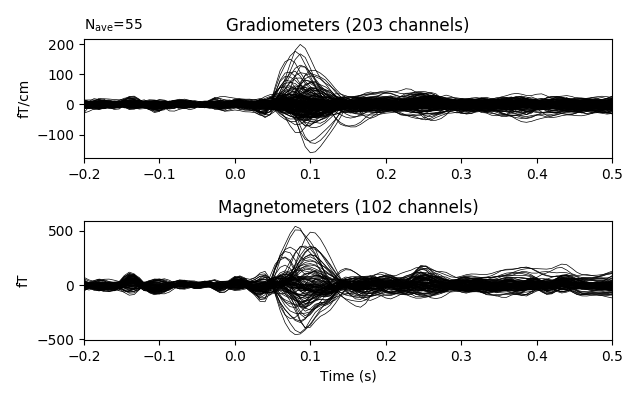 N_ave=55
Gradiometers (203 channels)
200
100
0
−100
fT/cm
−0.2 −0.1 0.0 0.1 0.2 0.3 0.4 0.5
Magnetometers (102 channels)
500
0
−500
fT
−0.2 −0.1 0.0 0.1 0.2 0.3 0.4 0.5
Time (s)